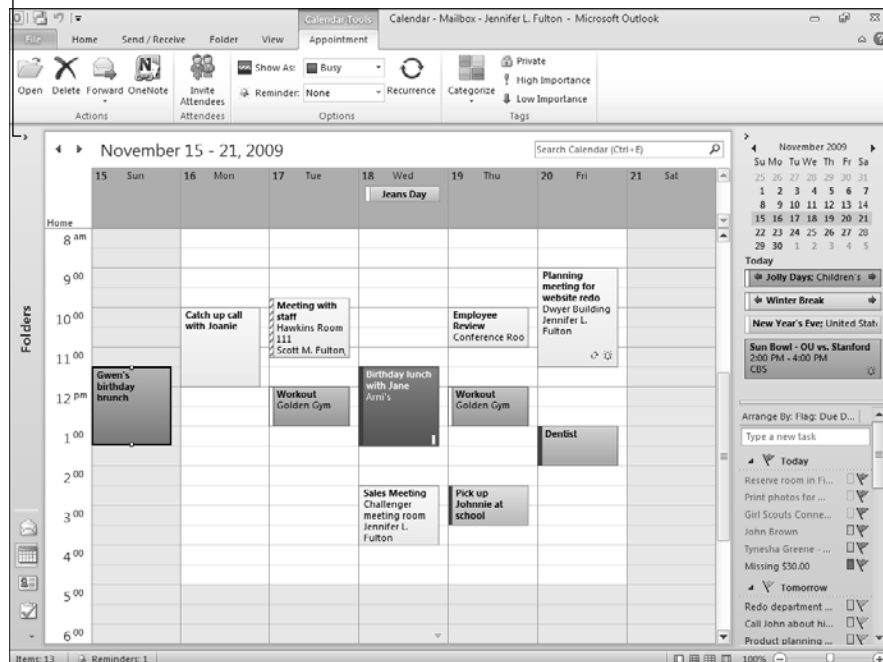 Calendar Tools
Calendar - Mailbox - Jennifer L. Fulton - Microsoft Outlook
File Home Send / Receive Folder View Appointment
Open Delete Forward OneNote
Actions
Invite Attendees
Attendees
Show As: Busy
Reminder: None
Recurrence
Options
Categorize
Private
High Importance
Low Importance
Tags
November 15 - 21, 2009
Search Calendar (Ctrl+E)
15 Sun 16 Mon 17 Tue 18 Wed 19 Thu 20 Fri 21 Sat
Jeans Day
Home
Folders
8 am
9 00
10 00
11 00
12 pm
1 00
2 00
3 00
4 00
5 00
6 00
Gwen's
birthday
brunch
Catch up call
with Joanie
Meeting with
staff
Hawkins Room
111
Scott M. Fulton,
Workout
Golden Gym
Birthday lunch
with Jane
Arni's
Sales Meeting
Challenger
meeting room
Jennifer L.
Fulton
Employee
Review
Conference Roo
Workout
Golden Gym
Pick up
Johnnie at
school
Planning
meeting for
website redo
Dwyer Building
Jennifer L.
Fulton
Dentist
November 2009
Su Mo Tu We Th Fr Sa
25 26 27 28 29 30 31
1 2 3 4 5 6 7
8 9 10 11 12 13 14
15 16 17 18 19 20 21
22 23 24 25 26 27 28
29 30 1 2 3 4 5
Today
Jolly Days; Children's
Winter Break
New Year's Eve; United Stat
Sun Bowl - OU vs. Stanford
2:00 PM - 4:00 PM
CBS
Arrange By: Flag: Due D...
Type a new task
Today
Reserve room in Fi...
Print photos for ...
Girl Scouts Conne...
John Brown
Tynesha Greene - ...
Missing $30.00
Tomorrow
Redo department ...
Call John about hi...
Product planning ...
Items: 13 Reminders: 1
100%